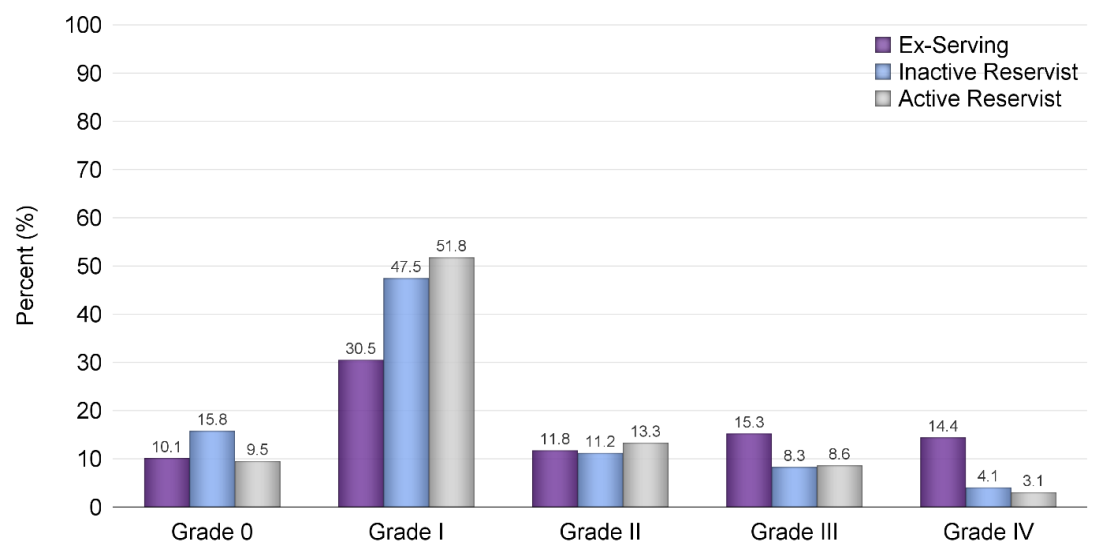 100
90
80
70
60
50
40
30
20
10
0
Percent (%)
Ex-Serving
Inactive Reservist
Active Reservist
10.1
15.8
9.5
30.5
47.5
51.8
11.8
11.2
13.3
15.3
8.3
8.6
14.4
4.1
3.1
Grade 0
Grade I
Grade II
Grade III
Grade IV